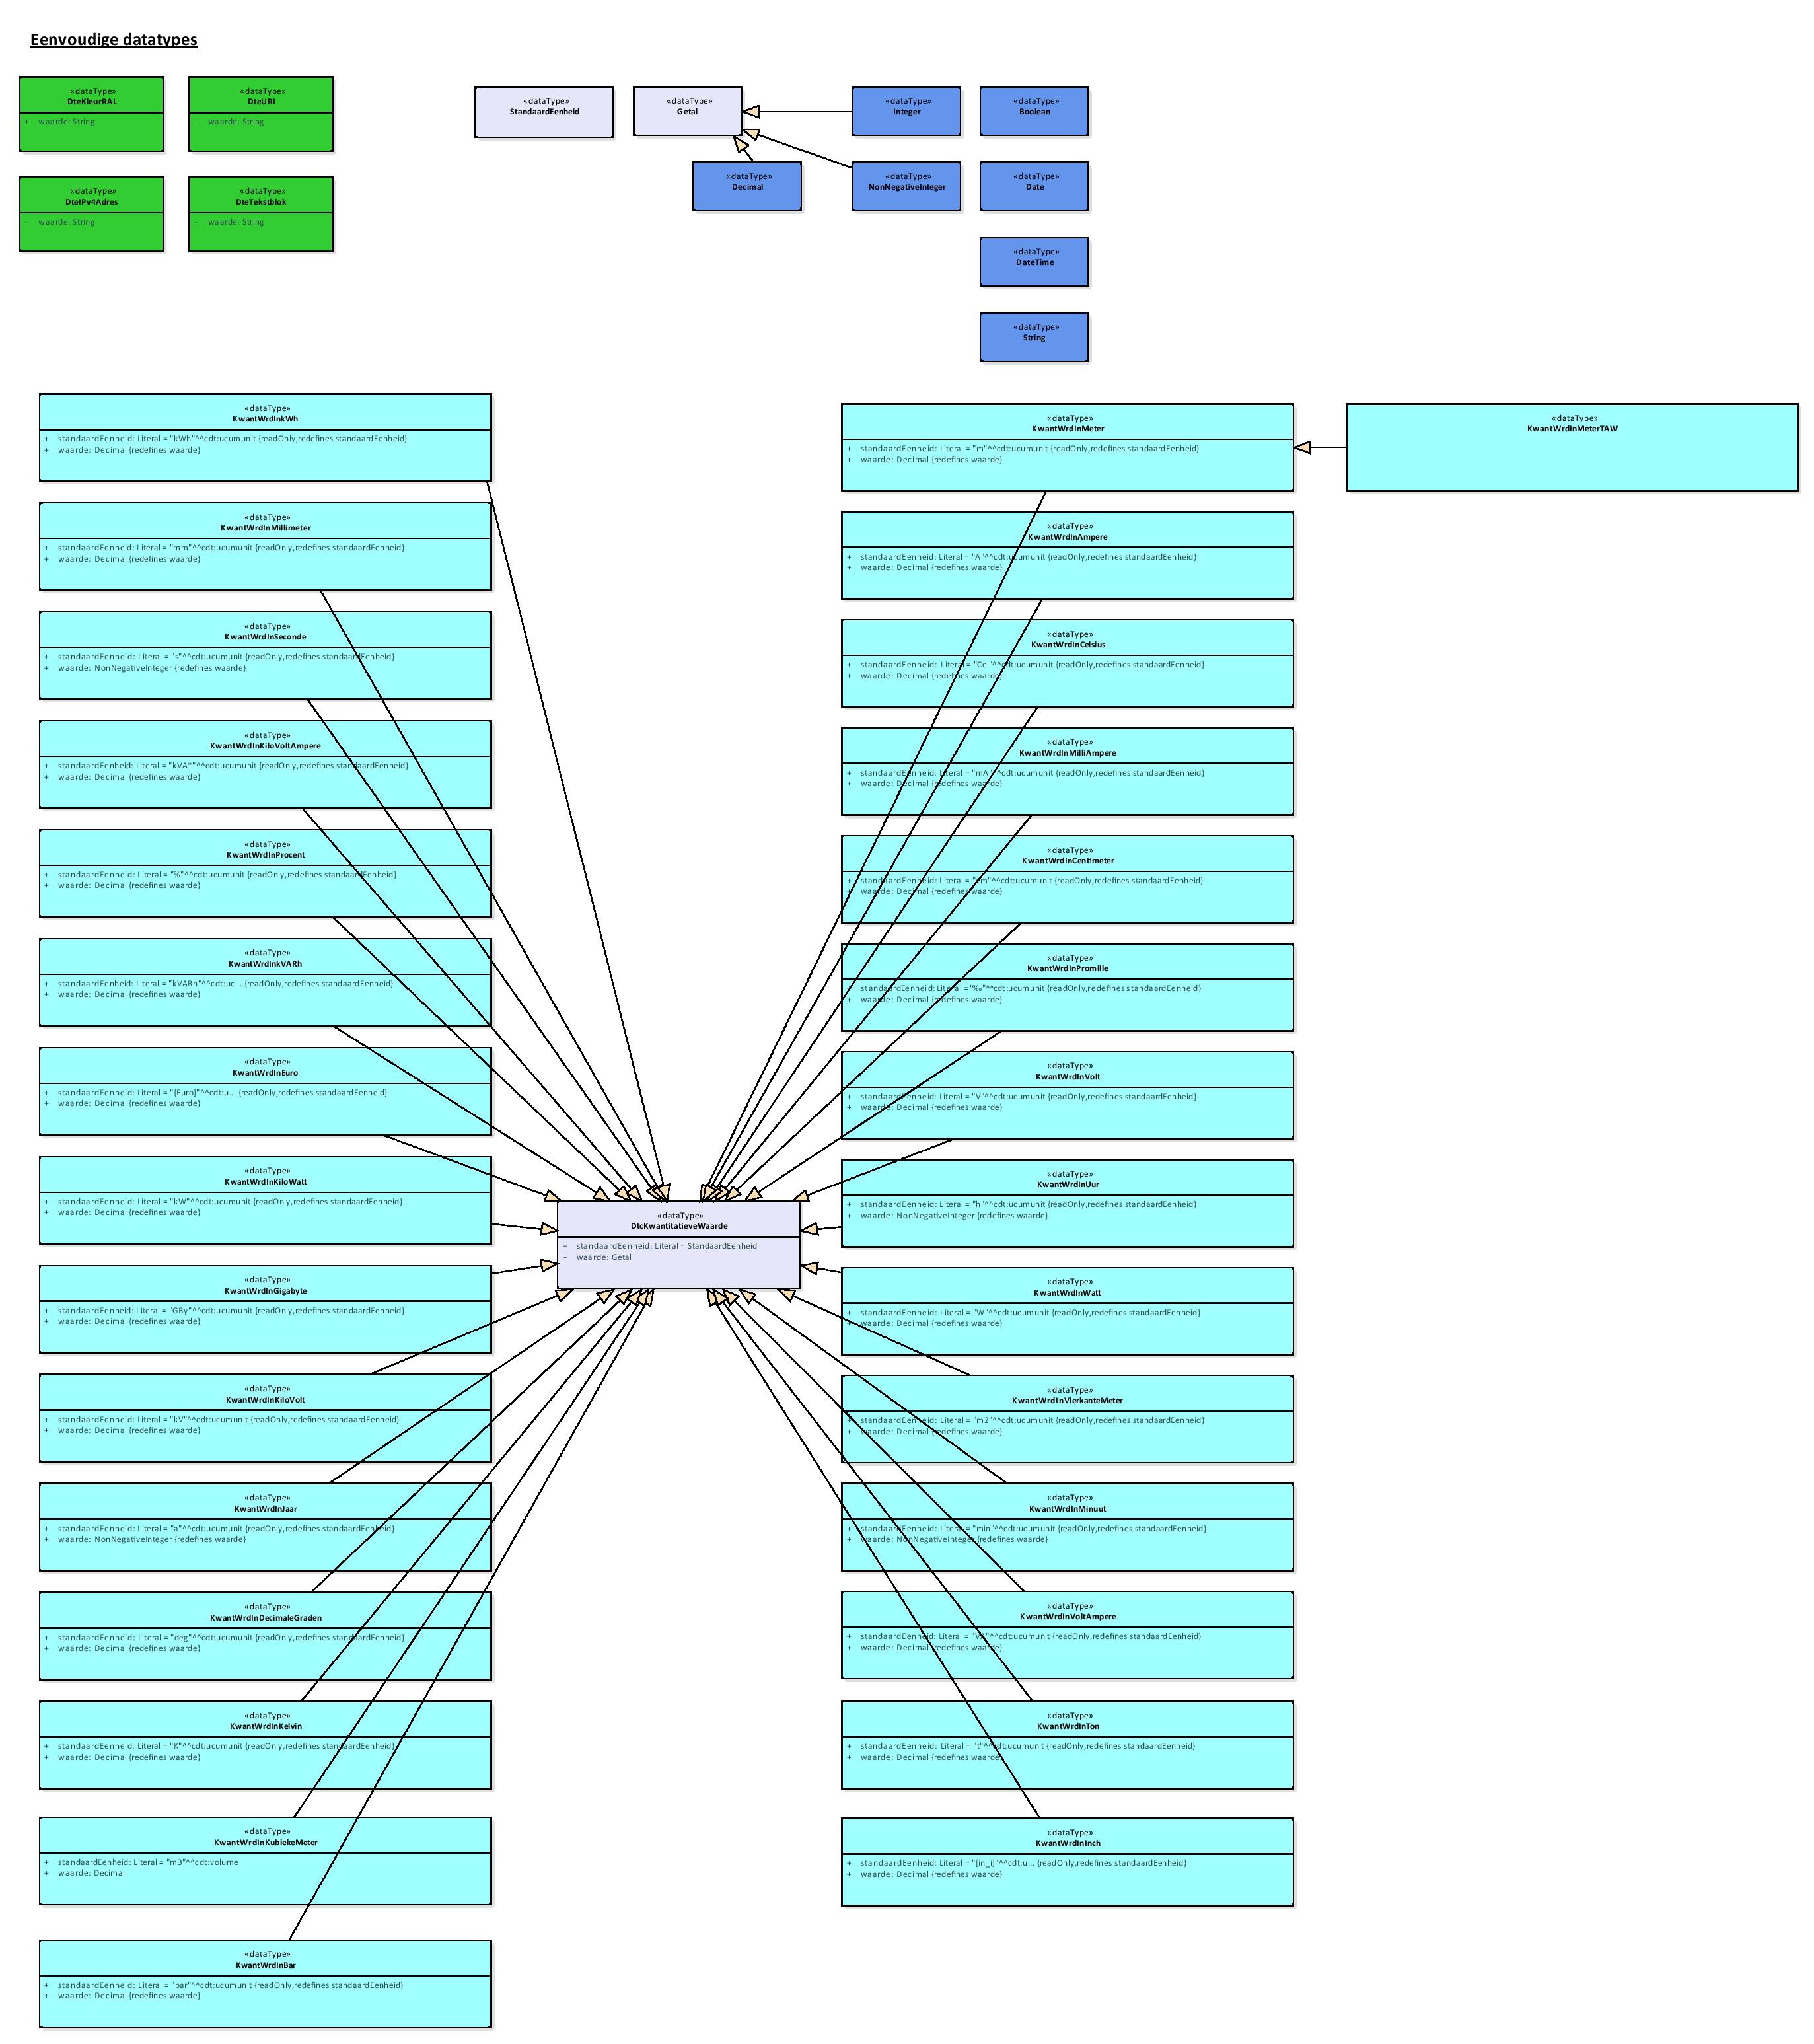 Eenvoudige datatypes
«dataType»
DteKleurRAL
+ waarde: String
«dataType»
DteURI
- waarde: String
«dataType»
DteIPv4Adres
- waarde: String
«dataType»
DteTekstblok
- waarde: String
«dataType»
StandaardEenheid
«dataType»
Getal
«dataType»
Integer
«dataType»
Boolean
«dataType»
Decimal
«dataType»
NonNegativeInteger
«dataType»
Date
«dataType»
DateTime
«dataType»
String
«dataType»
KwantWrdInkWh
+ standaardEenheid: Literal = "kWh"^^cdt:ucumunit {readOnly,redefines standaardEenheid}
+ waarde: Decimal {redefines waarde}
«dataType»
KwantWrdInMillimeter
+ standaardEenheid: Literal = "mm"^^cdt:ucumunit {readOnly,redefines standaardEenheid}
+ waarde: Decimal {redefines waarde}
«dataType»
KwantWrdInSeconde
+ standaardEenheid: Literal = "s"^^cdt:ucumunit {readOnly,redefines standaardEenheid}
+ waarde: NonNegativeInteger {redefines waarde}
«dataType»
KwantWrdInKiloVoltAmpere
+ standaardEenheid: Literal = "kVA*"^^cdt:ucumunit {readOnly,redefines standaardEenheid}
+ waarde: Decimal {redefines waarde}
«dataType»
KwantWrdInProcent
+ standaardEenheid: Literal = "%"^^cdt:ucumunit {readOnly,redefines standaardEenheid}
+ waarde: Decimal {redefines waarde}
«dataType»
KwantWrdInkVARh
+ standaardEenheid: Literal = "kVARh"^^cdt:uc... {readOnly,redefines standaardEenheid}
+ waarde: Decimal {redefines waarde}
«dataType»
KwantWrdInEuro
+ standaardEenheid: Literal = "{Euro}"^^cdt:u... {readOnly,redefines standaardEenheid}
+ waarde: Decimal {redefines waarde}
«dataType»
KwantWrdInKiloWatt
+ standaardEenheid: Literal = "kW"^^cdt:ucumunit {readOnly,redefines standaardEenheid}
+ waarde: Decimal {redefines waarde}
«dataType»
KwantWrdInGigabyte
+ standaardEenheid: Literal = "GBy"^^cdt:ucumunit {readOnly,redefines standaardEenheid}
+ waarde: Decimal {redefines waarde}
«dataType»
KwantWrdInKiloVolt
+ standaardEenheid: Literal = "kV"^^cdt:ucumunit {readOnly,redefines standaardEenheid}
+ waarde: Decimal {redefines waarde}
«dataType»
KwantWrdInJaar
+ standaardEenheid: Literal = "a"^^cdt:ucumunit {readOnly,redefines standaardEenheid}
+ waarde: NonNegativeInteger {redefines waarde}
«dataType»
KwantWrdInDecimaleGraden
+ standaardEenheid: Literal = "deg"^^cdt:ucumunit {readOnly,redefines standaardEenheid}
+ waarde: Decimal {redefines waarde}
«dataType»
KwantWrdInKelvin
+ standaardEenheid: Literal = "K"^^cdt:ucumunit {readOnly,redefines standaardEenheid}
+ waarde: Decimal {redefines waarde}
«dataType»
KwantWrdInKubiekeMeter
+ standaardEenheid: Literal = "m3"^^cdt:volume
+ waarde: Decimal
«dataType»
KwantWrdInBar
+ standaardEenheid: Literal = "bar"^^cdt:ucumunit {readOnly,redefines standaardEenheid}
+ waarde: Decimal {redefines waarde}
«dataType»
DtcKwantitatieveWaarde
+ standaardEenheid: Literal = StandaardEenheid
+ waarde: Getal
«dataType»
KwantWrdInMeter
+ standaardEenheid: Literal = "m"^^cdt:ucumunit {readOnly,redefines standaardEenheid}
+ waarde: Decimal {redefines waarde}
«dataType»
KwantWrdInMeterTAW
«dataType»
KwantWrdInAmpere
+ standaardEenheid: Literal = "A"^^cdt:ucumunit {readOnly,redefines standaardEenheid}
+ waarde: Decimal {redefines waarde}
«dataType»
KwantWrdInCelsius
+ standaardEenheid: Literal = "Cel"^^cdt:ucumunit {readOnly,redefines standaardEenheid}
+ waarde: Decimal {redefines waarde}
«dataType»
KwantWrdInMilliAmpere
+ standaardEenheid: Literal = "mA"^^cdt:ucumunit {readOnly,redefines standaardEenheid}
+ waarde: Decimal {redefines waarde}
«dataType»
KwantWrdInCentimeter
+ standaardEenheid: Literal = "cm"^^cdt:ucumunit {readOnly,redefines standaardEenheid}
+ waarde: Decimal {redefines waarde}
«dataType»
KwantWrdInPromille
+ standaardEenheid: Literal = "‰"^^cdt:ucumunit {readOnly,redefines standaardEenheid}
+ waarde: Decimal {redefines waarde}
«dataType»
KwantWrdInVolt
+ standaardEenheid: Literal = "V"^^cdt:ucumunit {readOnly,redefines standaardEenheid}
+ waarde: Decimal {redefines waarde}
«dataType»
KwantWrdInUur
+ standaardEenheid: Literal = "h"^^cdt:ucumunit {readOnly,redefines standaardEenheid}
+ waarde: NonNegativeInteger {redefines waarde}
«dataType»
KwantWrdInWatt
+ standaardEenheid: Literal = "W"^^cdt:ucumunit {readOnly,redefines standaardEenheid}
+ waarde: Decimal {redefines waarde}
«dataType»
KwantWrdInVierkanteMeter
+ standaardEenheid: Literal = "m2"^^cdt:ucumunit {readOnly,redefines standaardEenheid}
+ waarde: Decimal {redefines waarde}
«dataType»
KwantWrdInMinuut
+ standaardEenheid: Literal = "min"^^cdt:ucumunit {readOnly,redefines standaardEenheid}
+ waarde: NonNegativeInteger {redefines waarde}
«dataType»
KwantWrdInVoltAmpere
+ standaardEenheid: Literal = "VA"^^cdt:ucumunit {readOnly,redefines standaardEenheid}
+ waarde: Decimal {redefines waarde}
«dataType»
KwantWrdInTon
+ standaardEenheid: Literal = "t"^^cdt:ucumunit {readOnly,redefines standaardEenheid}
+ waarde: Decimal {redefines waarde}
«dataType»
KwantWrdInInch
+ standaardEenheid: Literal = "[in_i]"^^cdt:u... {readOnly,redefines standaardEenheid}
+ waarde: Decimal {redefines waarde}